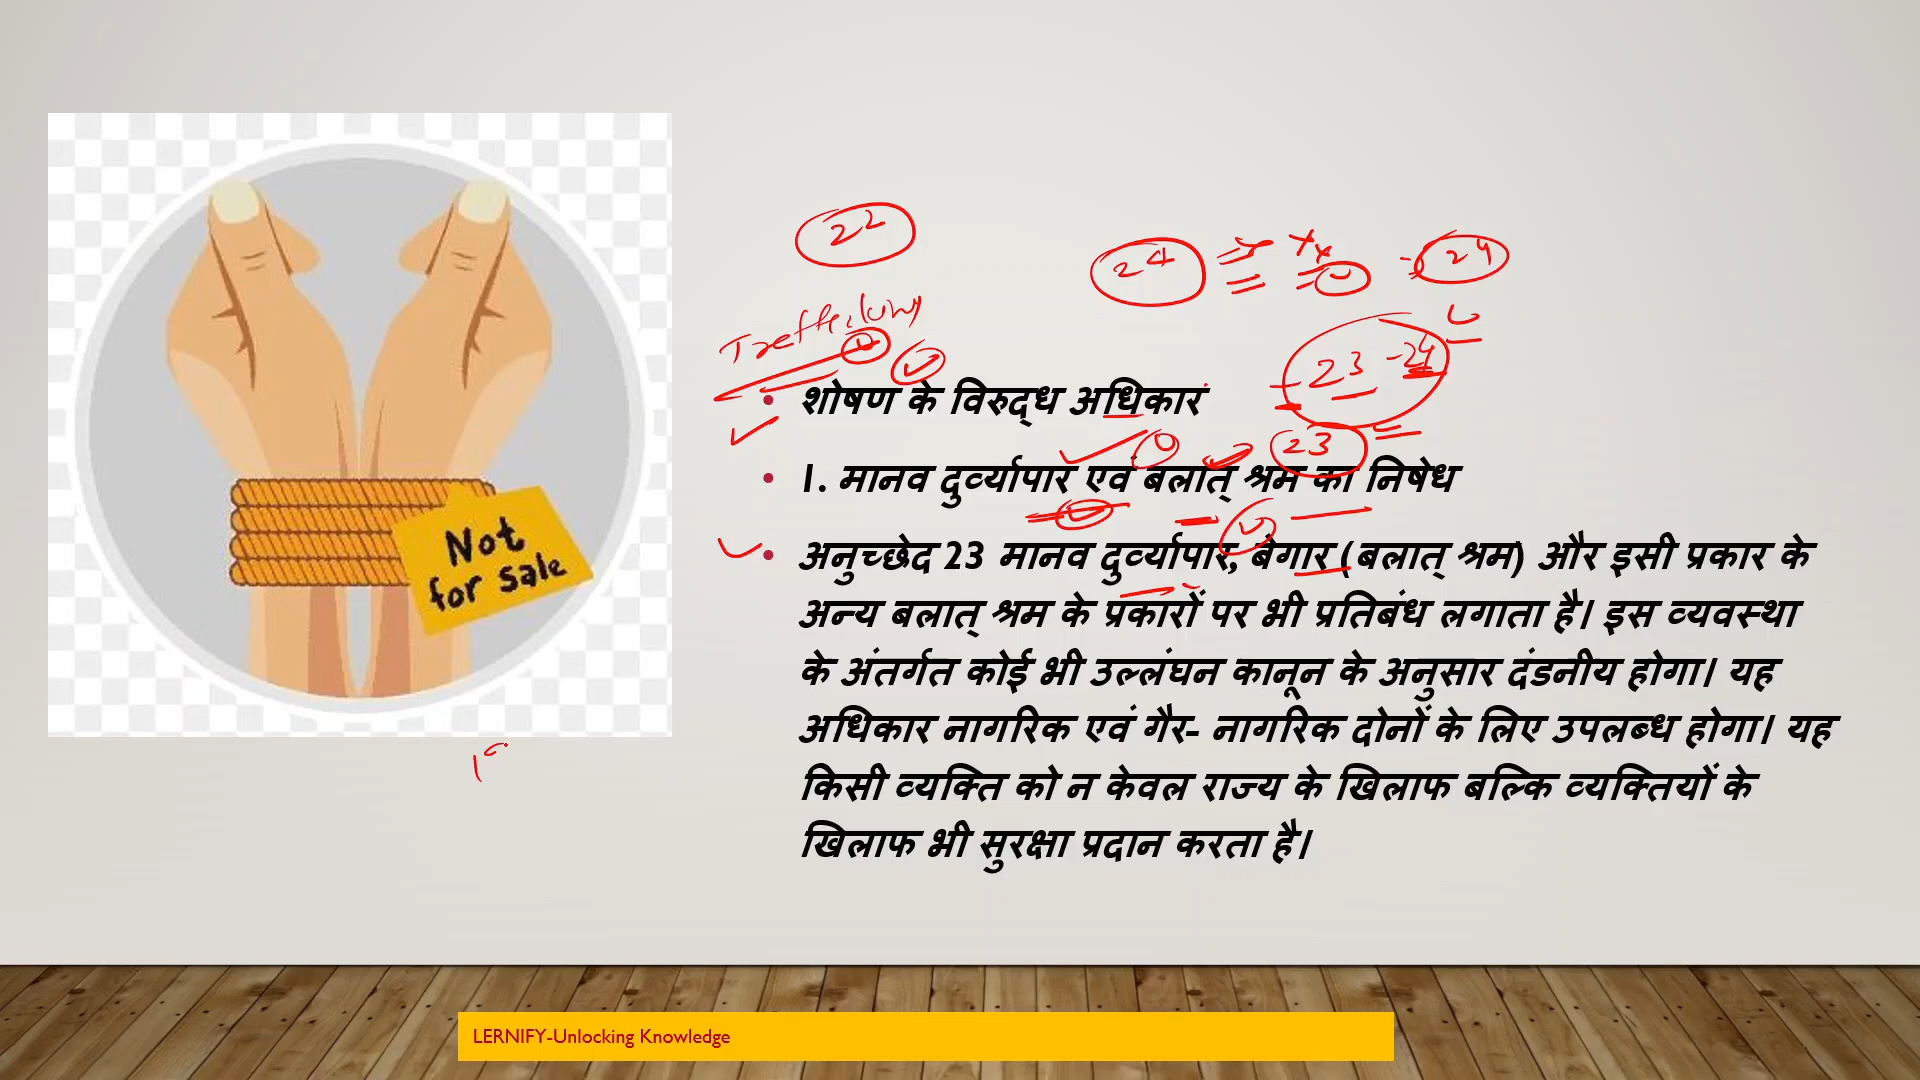 22
24
24
23-24
• शोषण के विरुद्ध अधिकार
23
• 1. मानव दुर्व्यापार एवं बलात् श्रम का निषेध
• अनुच्छेद 23 मानव दुर्व्यापार, बेगार (बलात् श्रम) और इसी प्रकार के
अन्य बलात् श्रम के प्रकारों पर भी प्रतिबंध लगाता है। इस व्यवस्था
के अंतर्गत कोई भी उल्लंघन कानून के अनुसार दंडनीय होगा। यह
अधिकार नागरिक एवं गैर- नागरिक दोनों के लिए उपलब्ध होगा। यह
किसी व्यक्ति को न केवल राज्य के खिलाफ बल्कि व्यक्तियों के
खिलाफ भी सुरक्षा प्रदान करता है।
Not
for sale
LERNIFY-Unlocking Knowledge